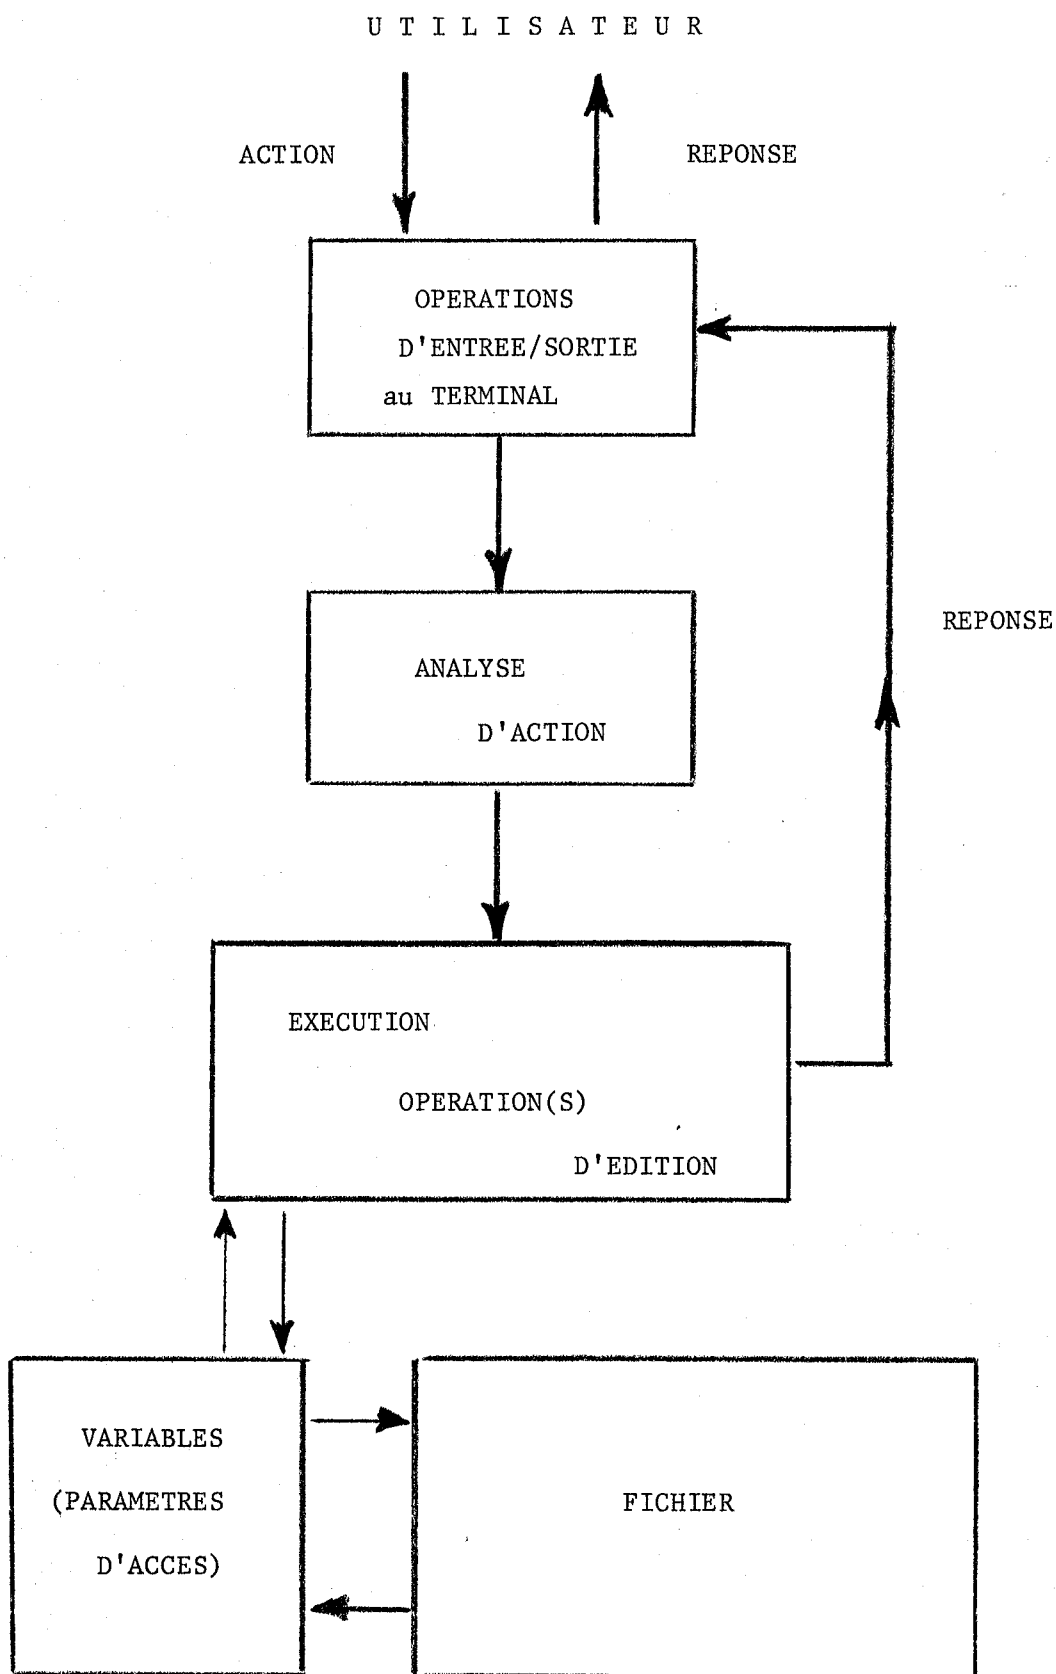 U T I L I S A T E U R
ACTION
REPONSE
OPERATIONS
D'ENTREE/SORTIE
au TERMINAL
REPONSE
ANALYSE
D'ACTION
EXECUTION
OPERATION(S)
D'EDITION
VARIABLES
(PARAMETRES
D'ACCES)
FICHIER